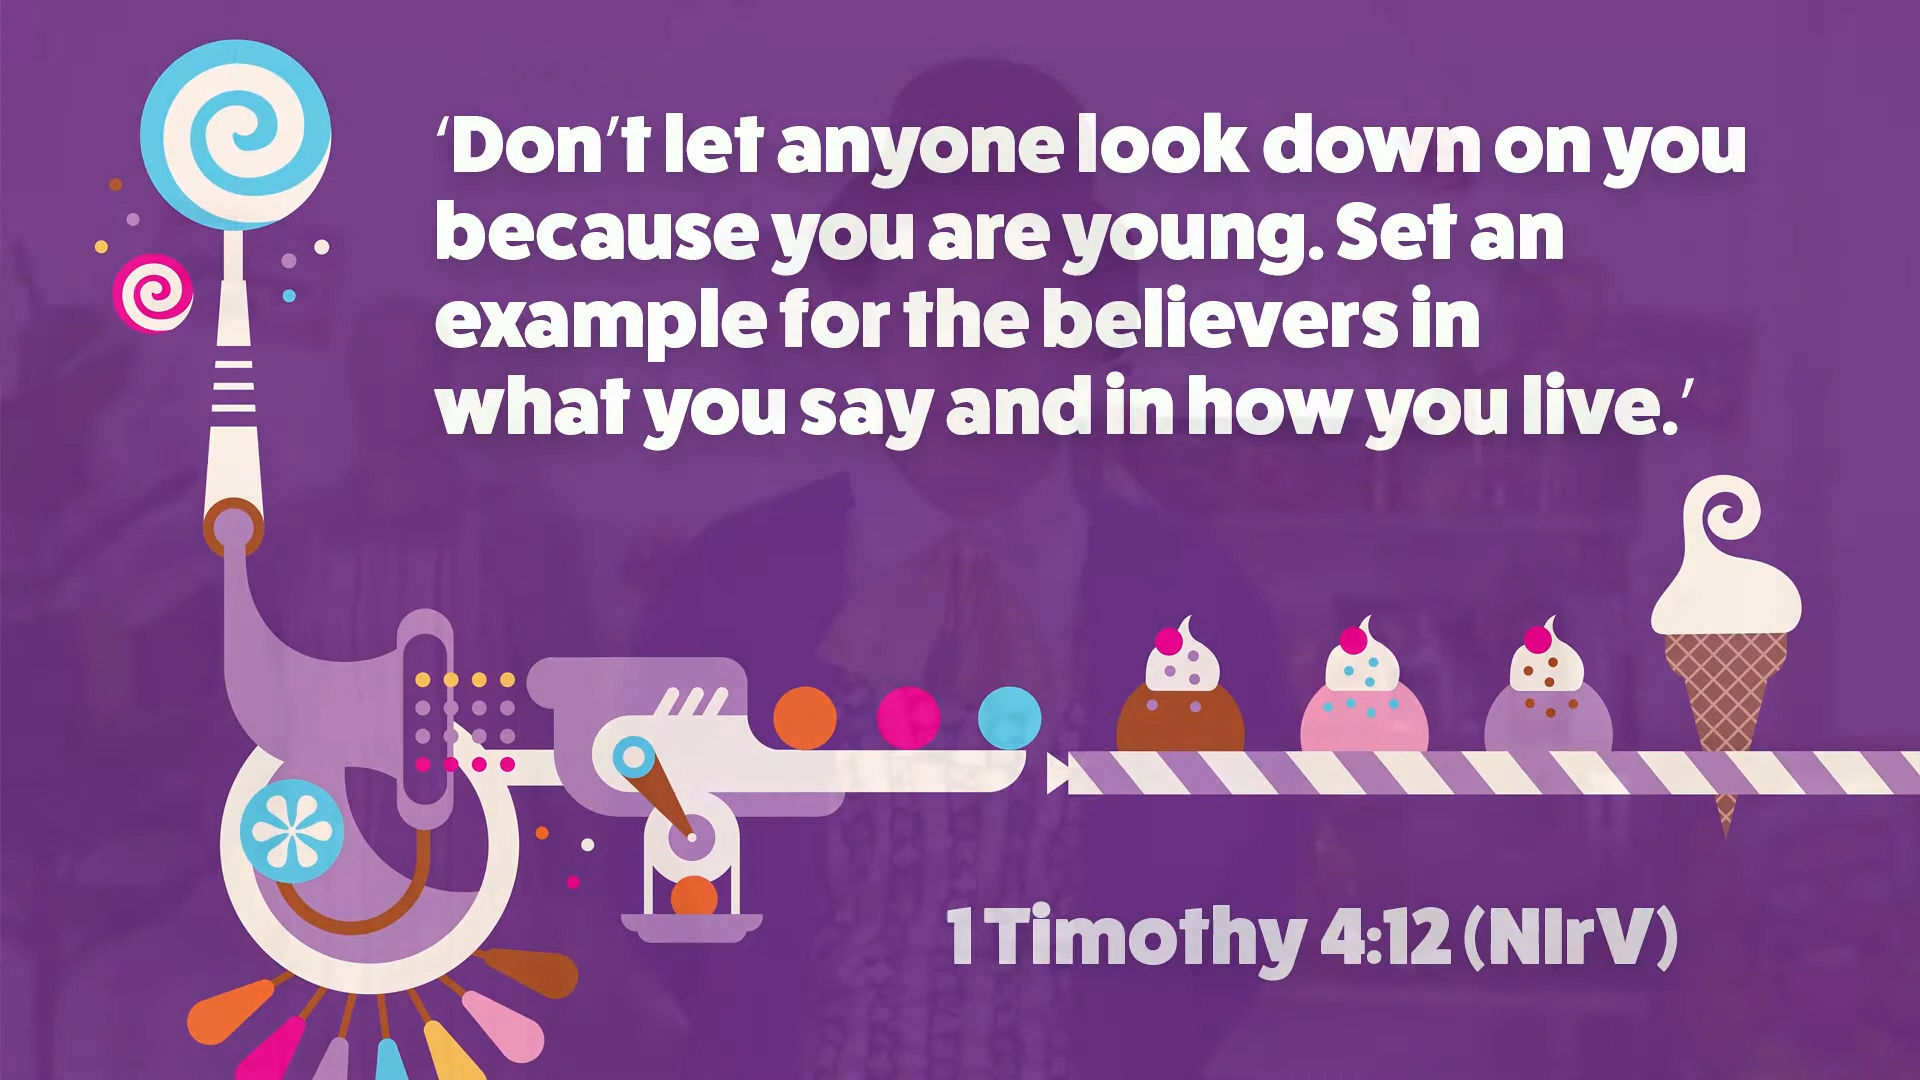 ‘Don’t let anyone look down on you
because you are young. Set an
example for the believers in
what you say and in how you live.’
1 Timothy 4:12 (NIrV)